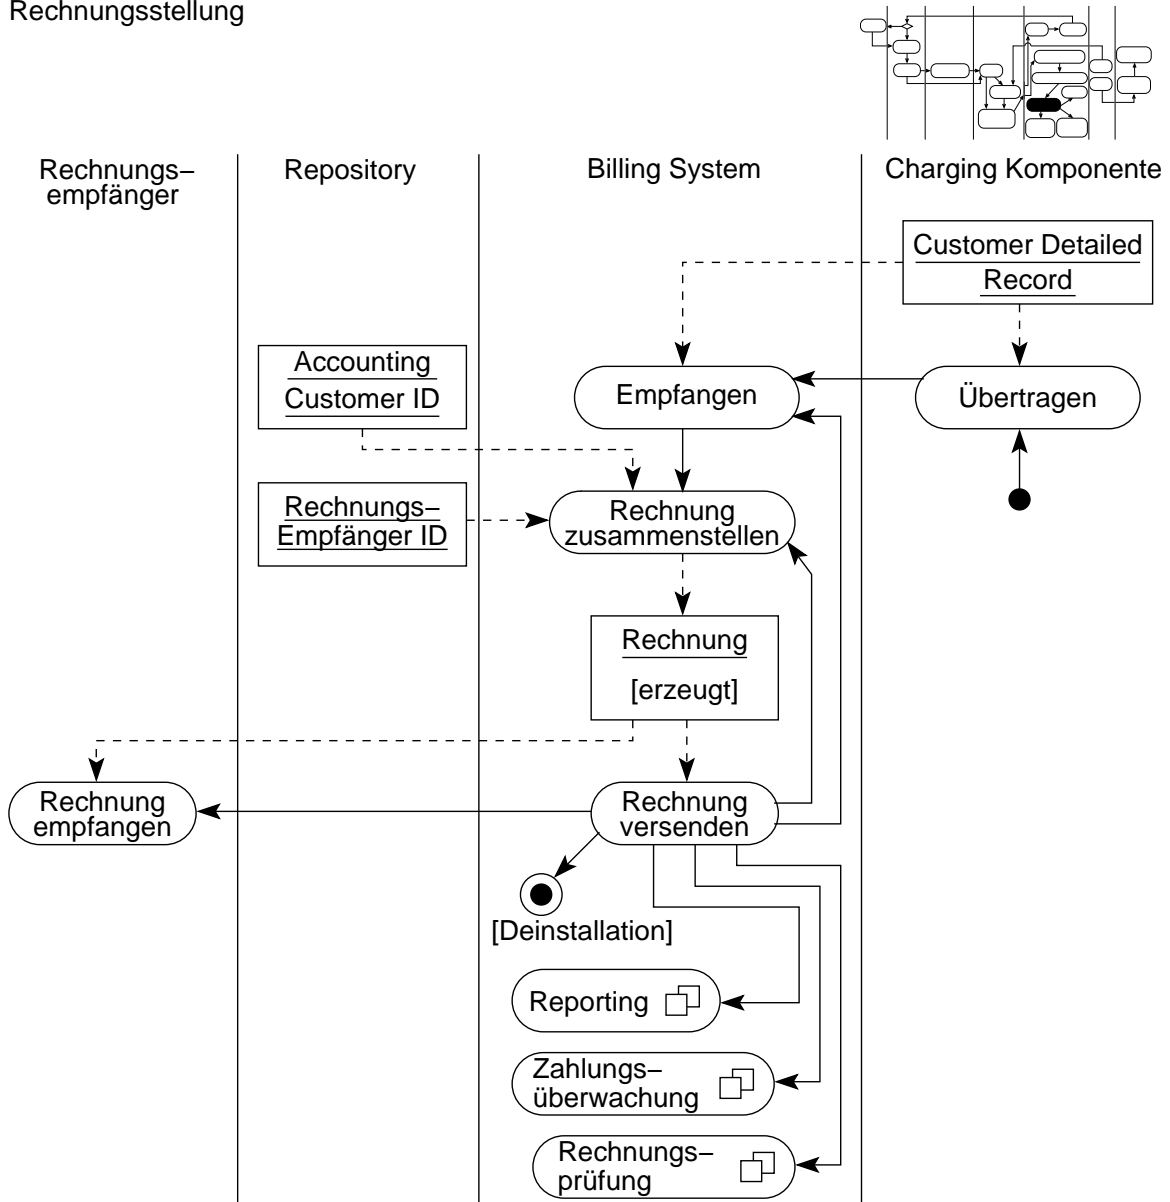 Rechnungsstellung
Rechnungs–
empfänger
Repository
Billing System
Charging Komponente
Customer Detailed
Record
Accounting
Customer ID
Empfangen
Übertragen
Rechnungs–
Empfänger ID
Rechnung
zusammenstellen
Rechnung
[erzeugt]
Rechnung
empfangen
Rechnung
versenden
[Deinstallation]
Reporting
Zahlungs–
überwachung
Rechnungs–
prüfung